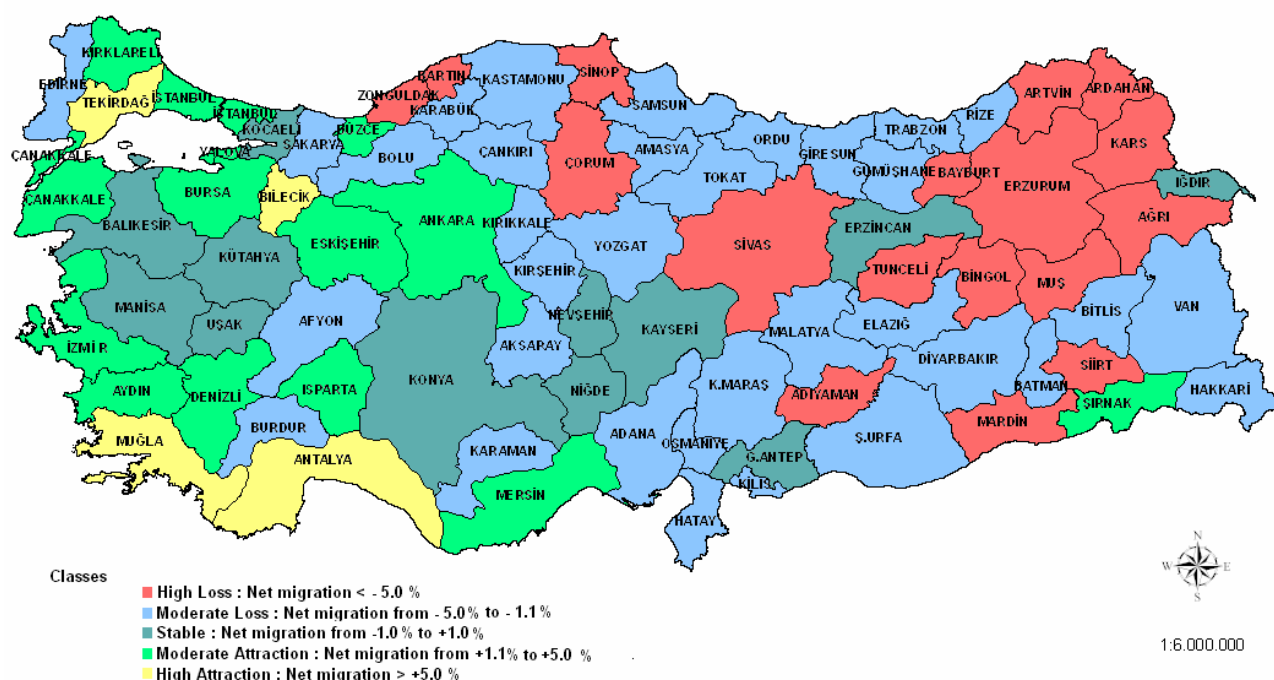 KIRKLARELİ
EDİRNE
TEKİRDAĞ
İSTANBUL
İSTANBUL
KOCAELİ
YALOVA
SAKARYA
DÜZCE
ZONGULDAK
BARTIN
KARABÜK
KASTAMONU
SİNOP
SAMSUN
ORDU
GİRESUN
TRABZON
RİZE
ARTVİN
ARDAHAN
KARS
ÇANAKKALE
ÇANAKKALE
BURSA
BİLECİK
BOLU
ÇANKIRI
ÇORUM
AMASYA
TOKAT
GÜMÜŞHANE
BAYBURT
ERZURUM
IĞDIR
AĞRI
BALIKESİR
KÜTAHYA
ESKİŞEHİR
ANKARA
KIRIKKALE
KIRŞEHİR
YOZGAT
SİVAS
ERZİNCAN
TUNCELİ
BİNGOL
MUŞ
BİTLİS
VAN
MANİSA
UŞAK
AFYON
NEVŞEHİR
KAYSERİ
MALATYA
ELAZIĞ
DİYARBAKIR
BATMAN
SİİRT
ŞIRNAK
HAKKARİ
İZMİR
AYDIN
DENİZLİ
ISPARTA
KONYA
AKSARAY
NİĞDE
K.MARAŞ
ADIYAMAN
MARDİN
MUĞLA
BURDUR
ANTALYA
KARAMAN
MERSİN
ADANA
OSMANİYE
G.ANTEP
Ş.URFA
KİLİS
HATAY
N
W E
S
Classes
High Loss : Net migration < - 5.0 %
Moderate Loss : Net migration from - 5.0% to - 1.1%
Stable : Net migration from -1.0% to +1.0%
Moderate Attraction : Net migration from +1.1% to +5.0 %
High Attraction : Net migration > +5.0 %
1:6.000.000